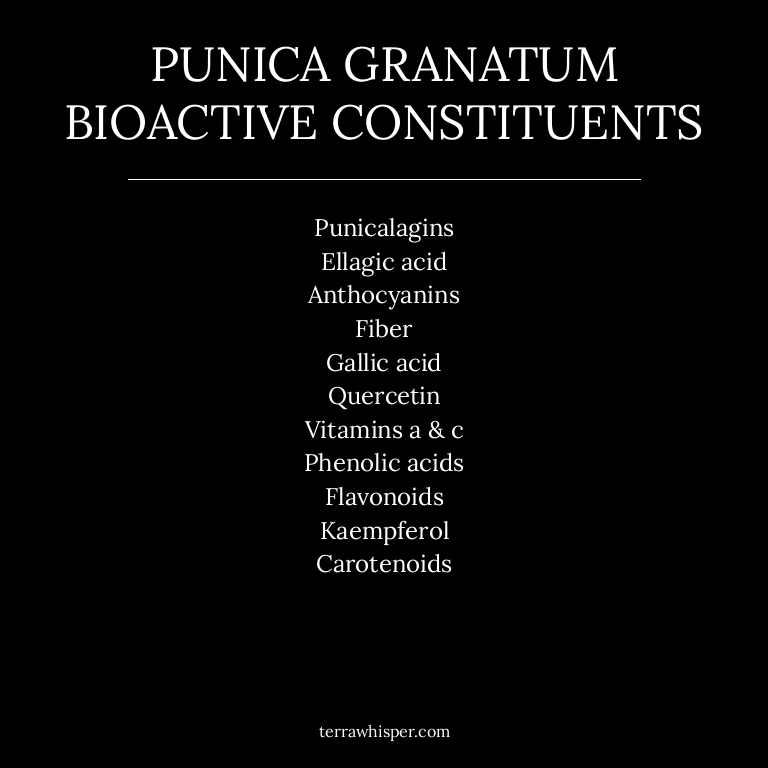 PUNICA GRANATUM
BIOACTIVE CONSTITUENTS
Punicalagins
Ellagic acid
Anthocyanins
Fiber
Gallic acid
Quercetin
Vitamins a & c
Phenolic acids
Flavonoids
Kaempferol
Carotenoids
terrawhisper.com